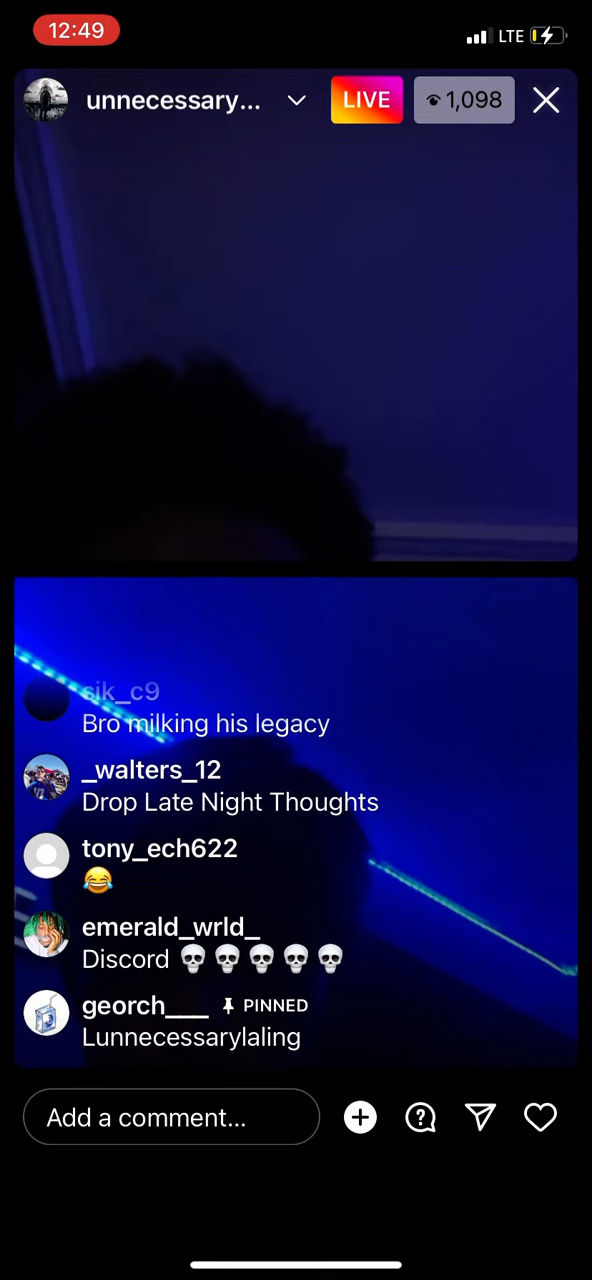 12:49
LTE
unnecessary...
LIVE
1,098
sik_c9
Bro milking his legacy
_walters_12
Drop Late Night Thoughts
tony_ech622
😂
emerald_wrld_
Discord 💀💀💀💀💀
georch___ PINNED
Lunnecessarylaling
Add a comment...